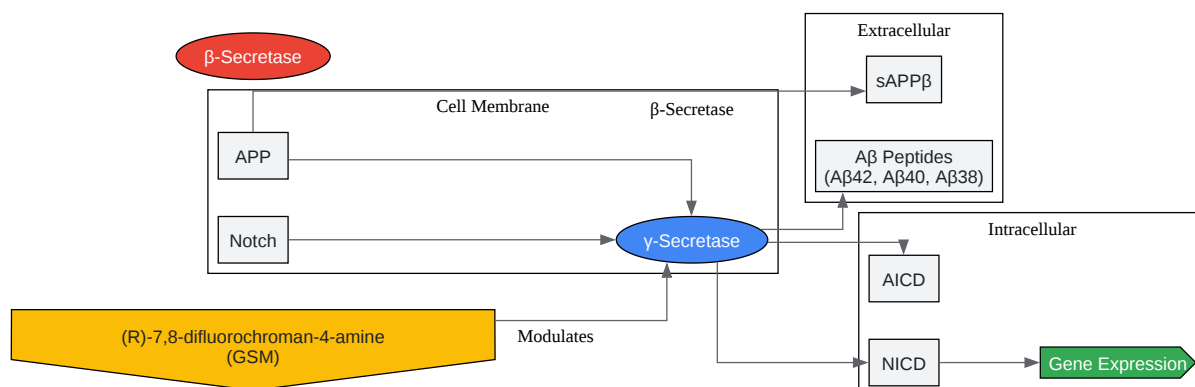 Extracellular
β-Secretase
sAPPβ
Cell Membrane
β-Secretase
APP
Aβ Peptides
(Aβ42, Aβ40, Aβ38)
Notch
γ-Secretase
Intracellular
AICD
(R)-7,8-difluorochroman-4-amine
(GSM)
Modulates
NICD
Gene Expression